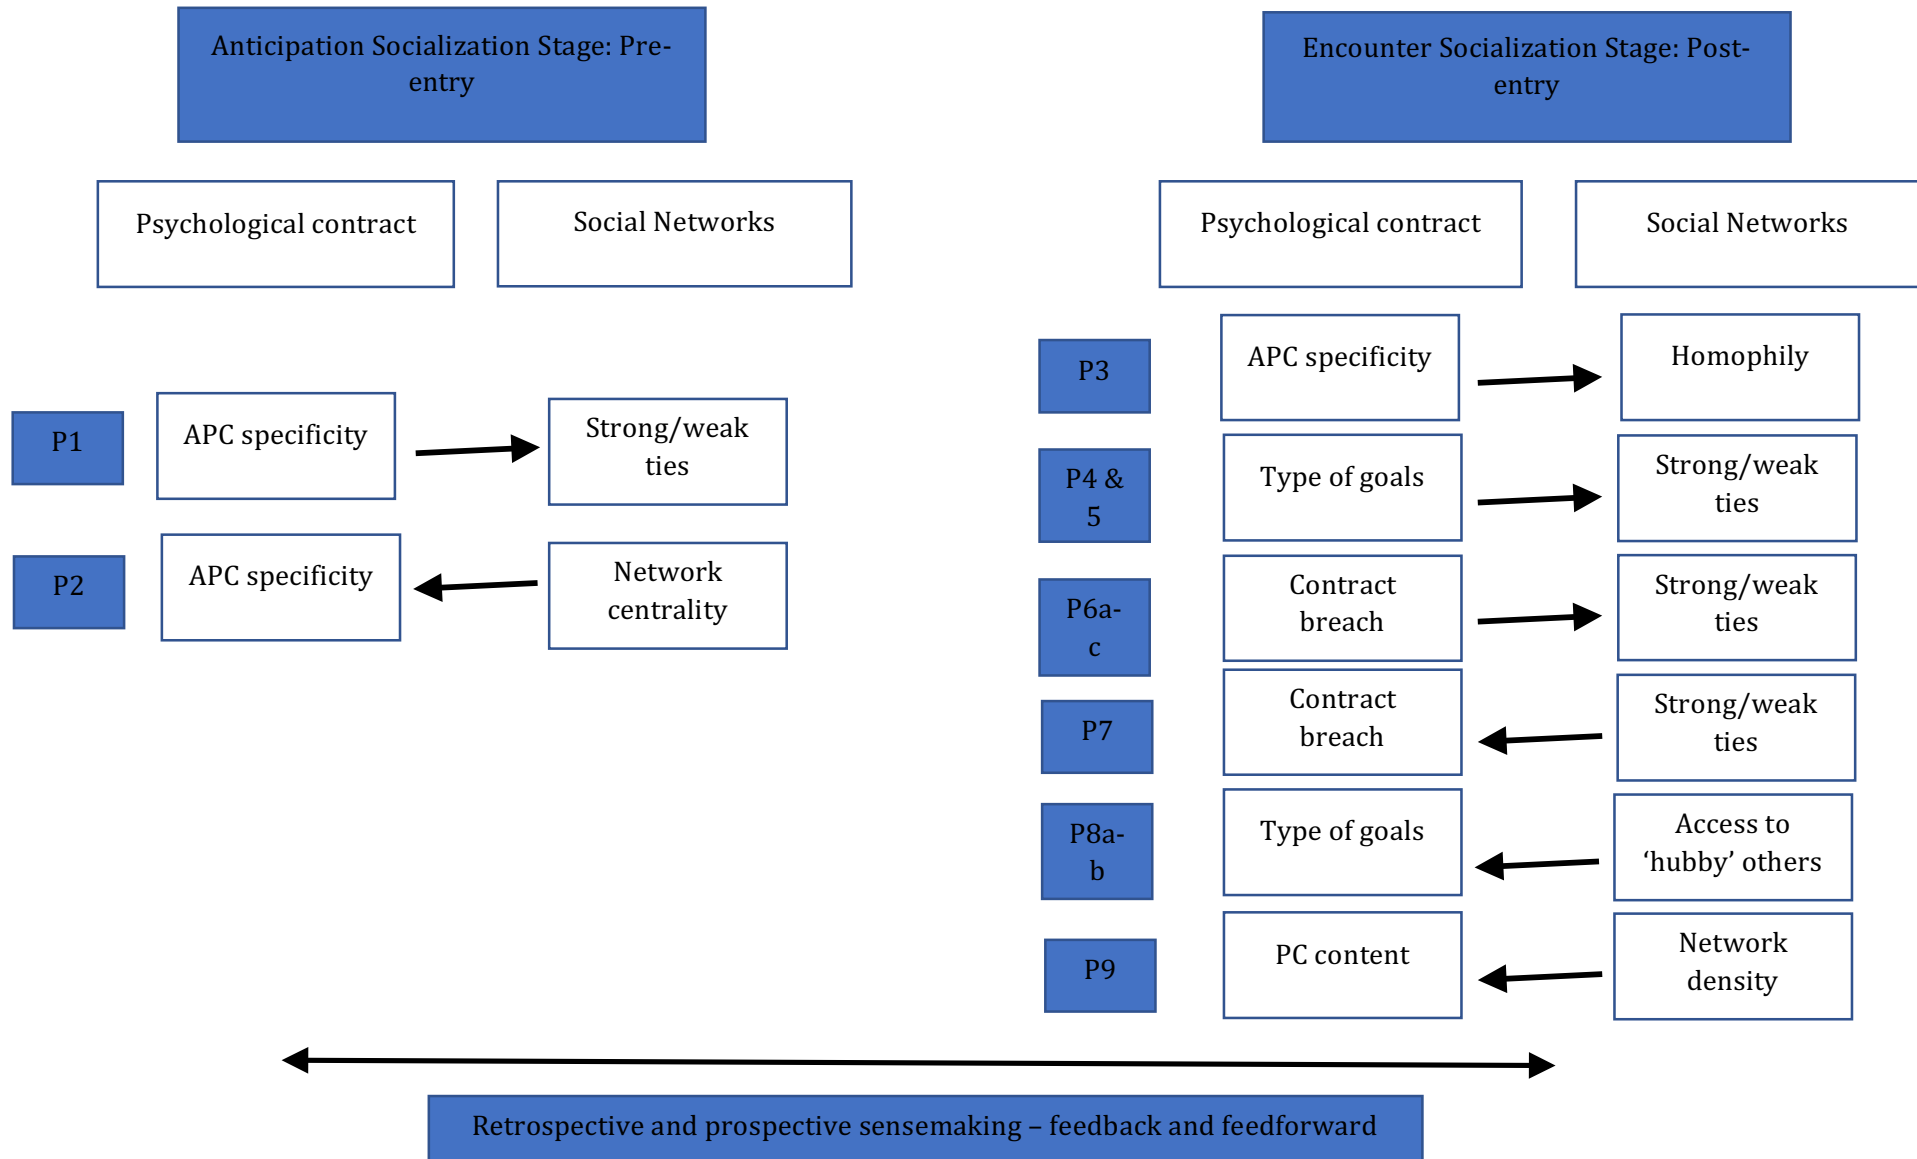 Anticipation Socialization Stage: Pre-
entry
Encounter Socialization Stage: Post-
entry
Psychological contract
Social Networks
Psychological contract
Social Networks
P1
APC specificity
Strong/weak
ties
P2
APC specificity
Network
centrality
P3
APC specificity
Homophily
P4 &
5
Type of goals
Strong/weak
ties
P6a-
c
Contract
breach
Strong/weak
ties
P7
Contract
breach
Strong/weak
ties
P8a-
b
Type of goals
Access to
‘hubby’ others
P9
PC content
Network
density
Retrospective and prospective sensemaking – feedback and feedforward